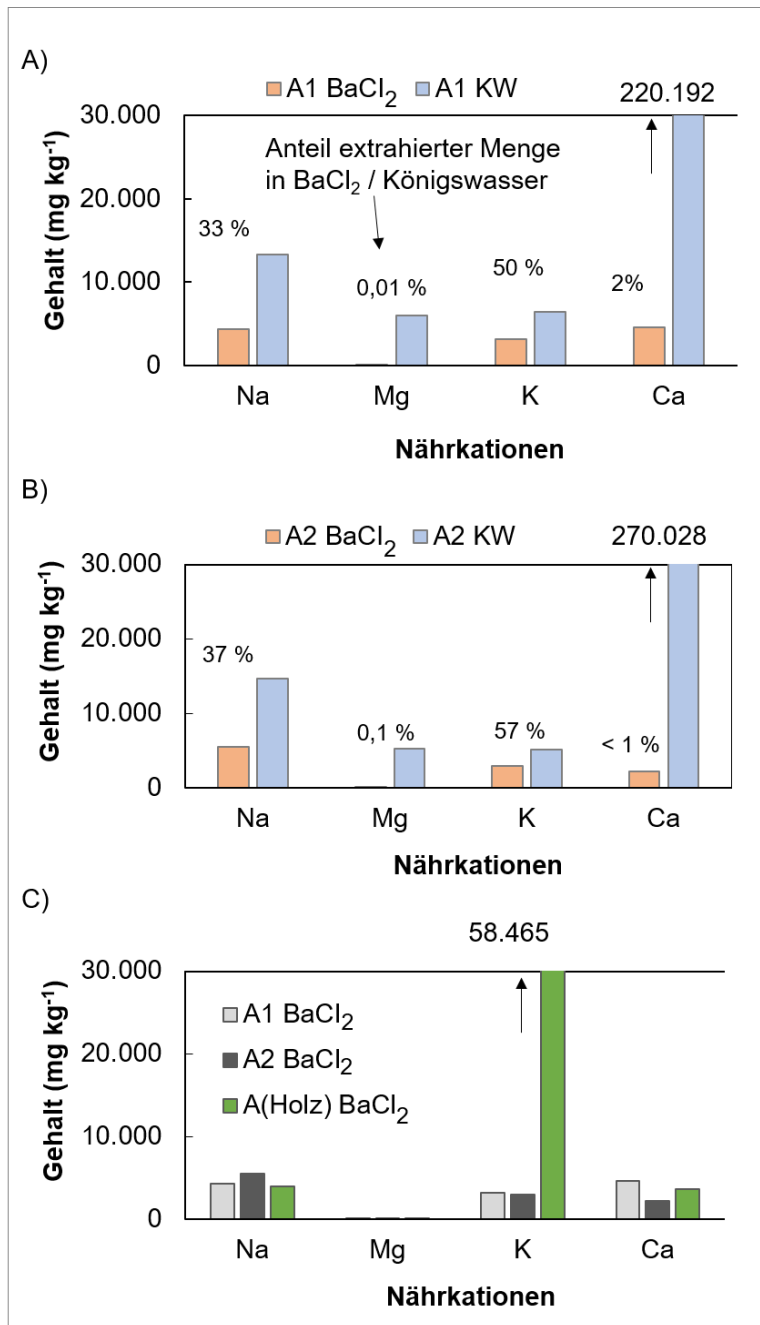 A)
A1 BaCl₂ A1 KW
220.192
30.000
20.000
10.000
0
Gehalt (mg kg⁻¹)
Anteil extrahierter Menge
in BaCl₂ / Königswasser
33 %
0,01 %
50 %
2%
Na Mg K Ca
Nährkationen
B)
A2 BaCl₂ A2 KW
270.028
30.000
20.000
10.000
0
Gehalt (mg kg⁻¹)
37 %
0,1 %
57 %
< 1 %
Na Mg K Ca
Nährkationen
C)
58.465
30.000
20.000
10.000
0
Gehalt (mg kg⁻¹)
A1 BaCl₂
A2 BaCl₂
A(Holz) BaCl₂
Na Mg K Ca
Nährkationen